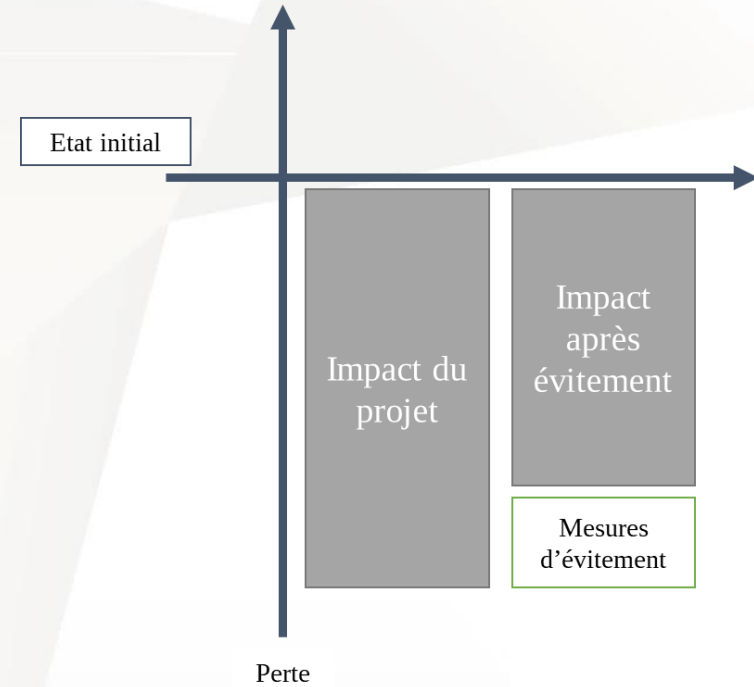 Etat initial
Impact du
projet
Impact
après
évitement
Mesures
d’évitement
Perte